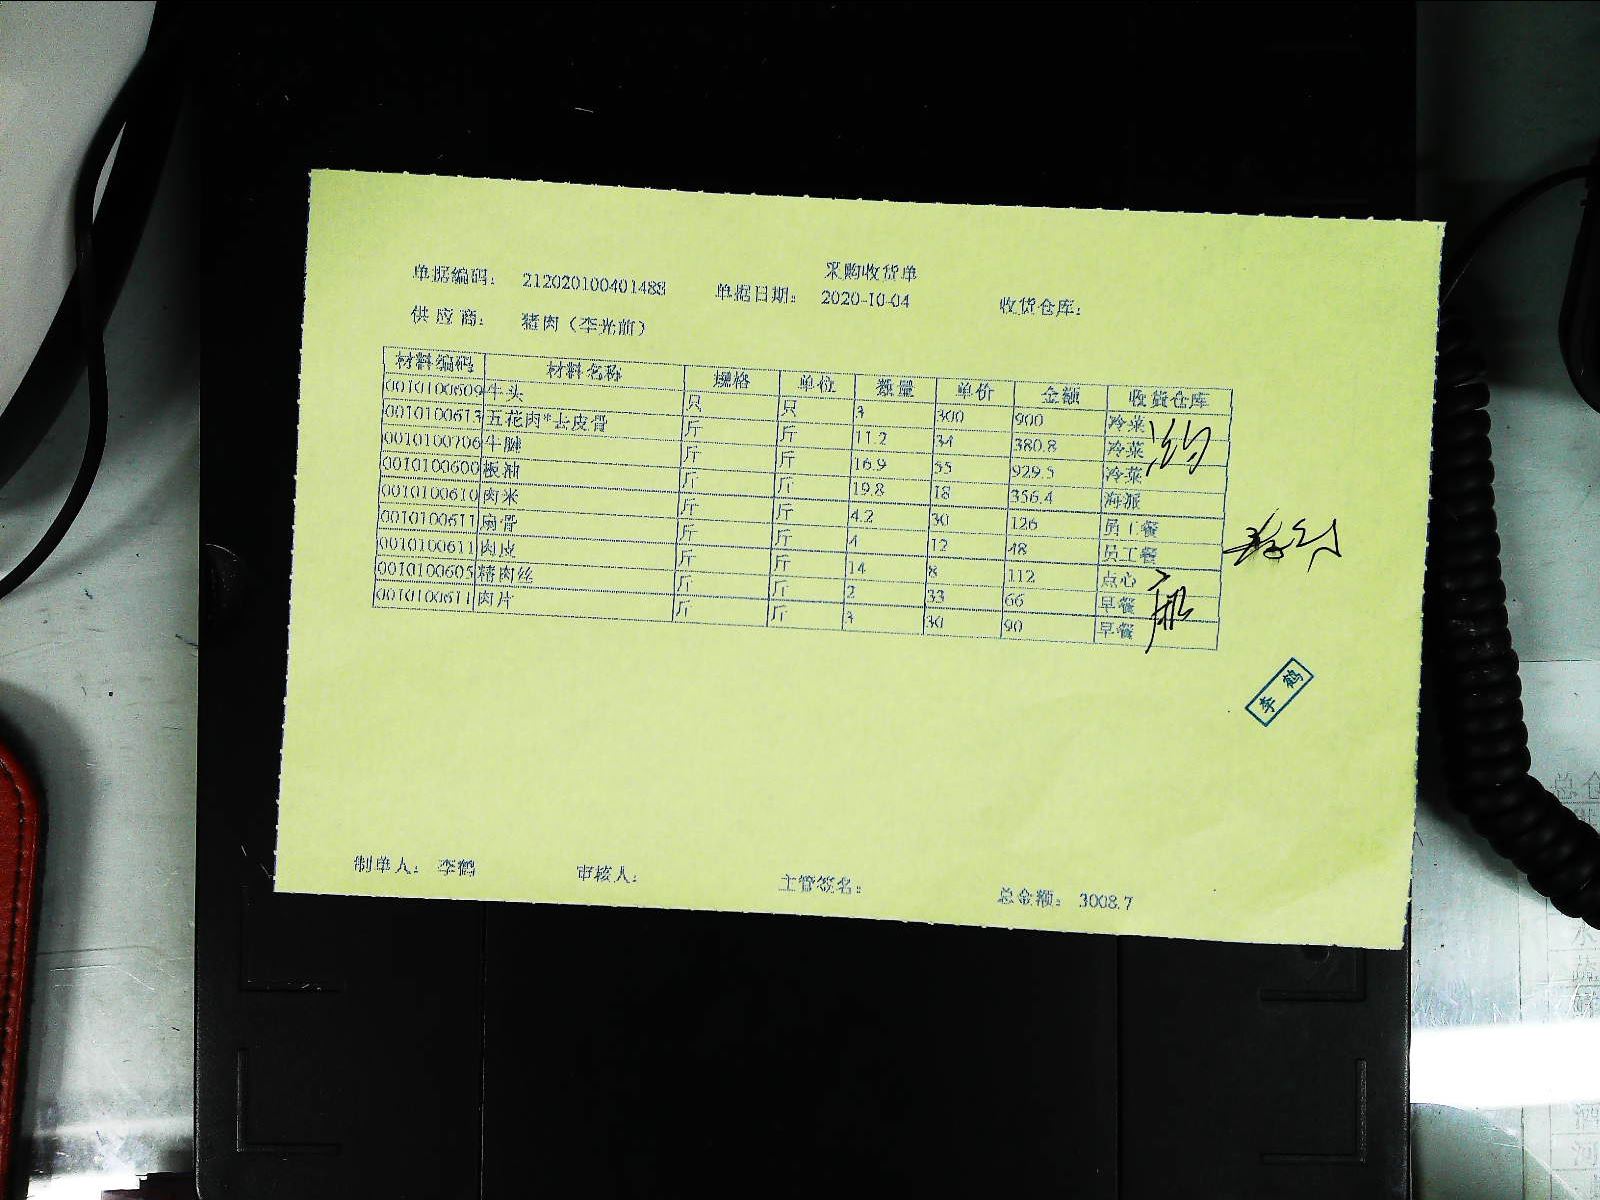 采购收货单
单据编码： 212020100401488 单据日期： 2020-10-04 收货仓库：
供 应 商： 猪肉（李光前）
材料编码 材料名称 规格 单位 数量 单价 金额 收货仓库
0010100609 牛头 只 只 3 300 900 冷菜
0010100613 五花肉*去皮骨 斤 斤 11.2 34 380.8 冷菜
0010100706 牛腱 斤 斤 16.9 55 929.5 冷菜
0010100600 板油 斤 斤 19.8 18 356.4 海派
0010100610 肉米 斤 斤 4.2 30 126 员工餐
0010100611 扇骨 斤 斤 4 12 48 员工餐
0010100611 肉皮 斤 斤 14 8 112 点心
0010100605 精肉丝 斤 斤 2 33 66 早餐
0010100611 肉片 斤 斤 3 30 90 早餐
李鹤
制单人： 李鹤 审核人： 主管签名： 总金额： 3008.7